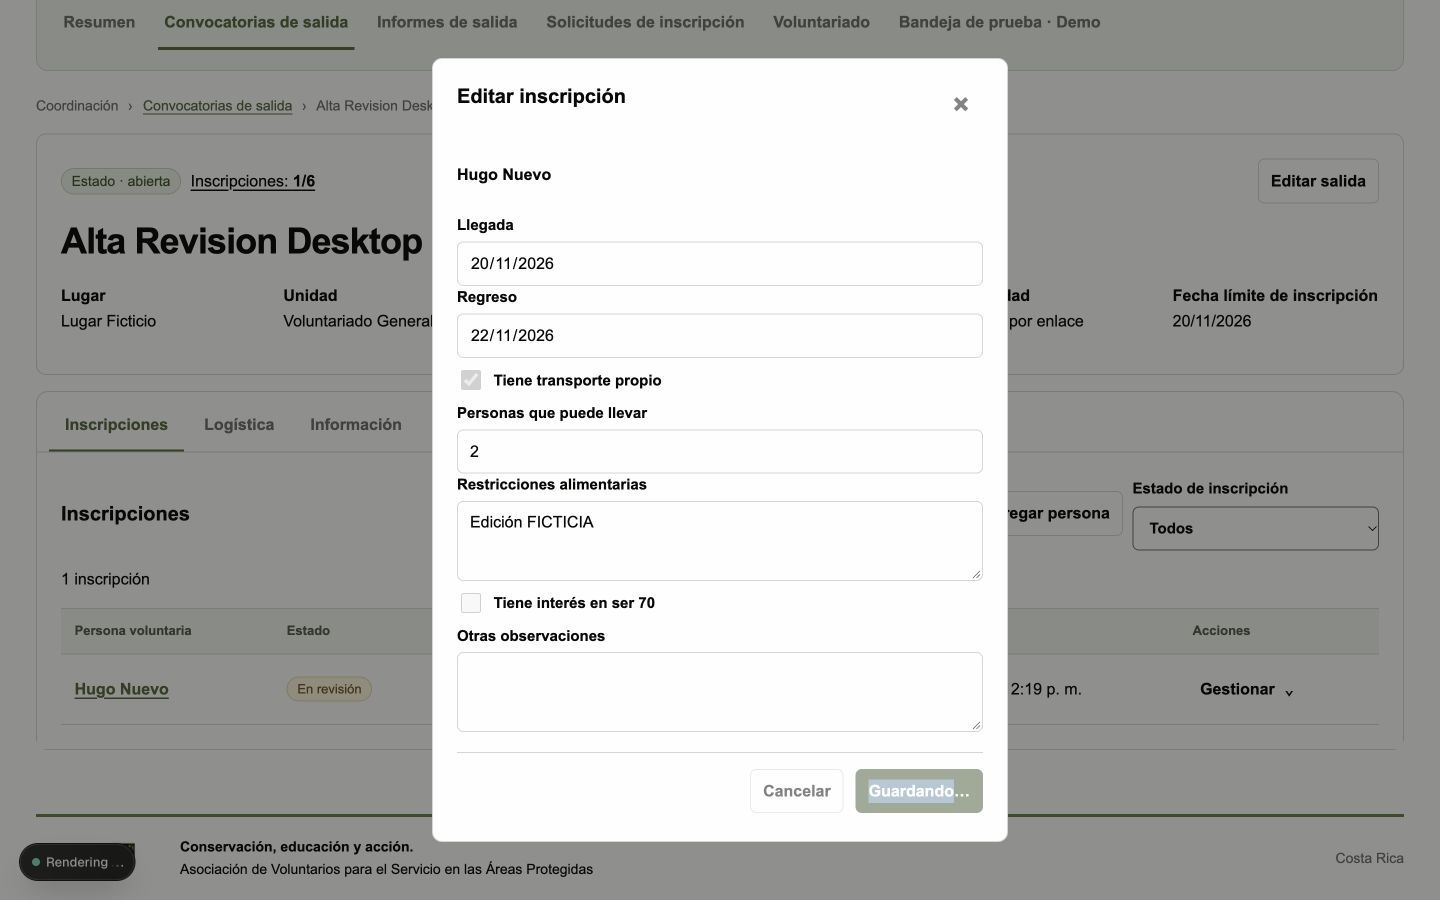 Resumen Convocatorias de salida Informes de salida Solicitudes de inscripción Voluntariado Bandeja de prueba · Demo
Coordinación › Convocatorias de salida › Alta Revision Desk
Estado · abierta Inscripciones: 1/6
Editar salida
Alta Revision Desktop
Lugar Unidad Fecha límite de inscripción
Lugar Ficticio Voluntariado General por enlace 20/11/2026
Inscripciones Logística Información
Inscripciones
Estado de inscripción
Todos
1 inscripción
Persona voluntaria Estado Acciones
Hugo Nuevo En revisión 2:19 p. m. Gestionar
Editar inscripción
Hugo Nuevo
Llegada
20/11/2026
Regreso
22/11/2026
Tiene transporte propio
Personas que puede llevar
2
Restricciones alimentarias
Edición FICTICIA
Tiene interés en ser 70
Otras observaciones
Cancelar Guardando...
Rendering ...
Conservación, educación y acción.
Asociación de Voluntarios para el Servicio en las Áreas Protegidas
Costa Rica